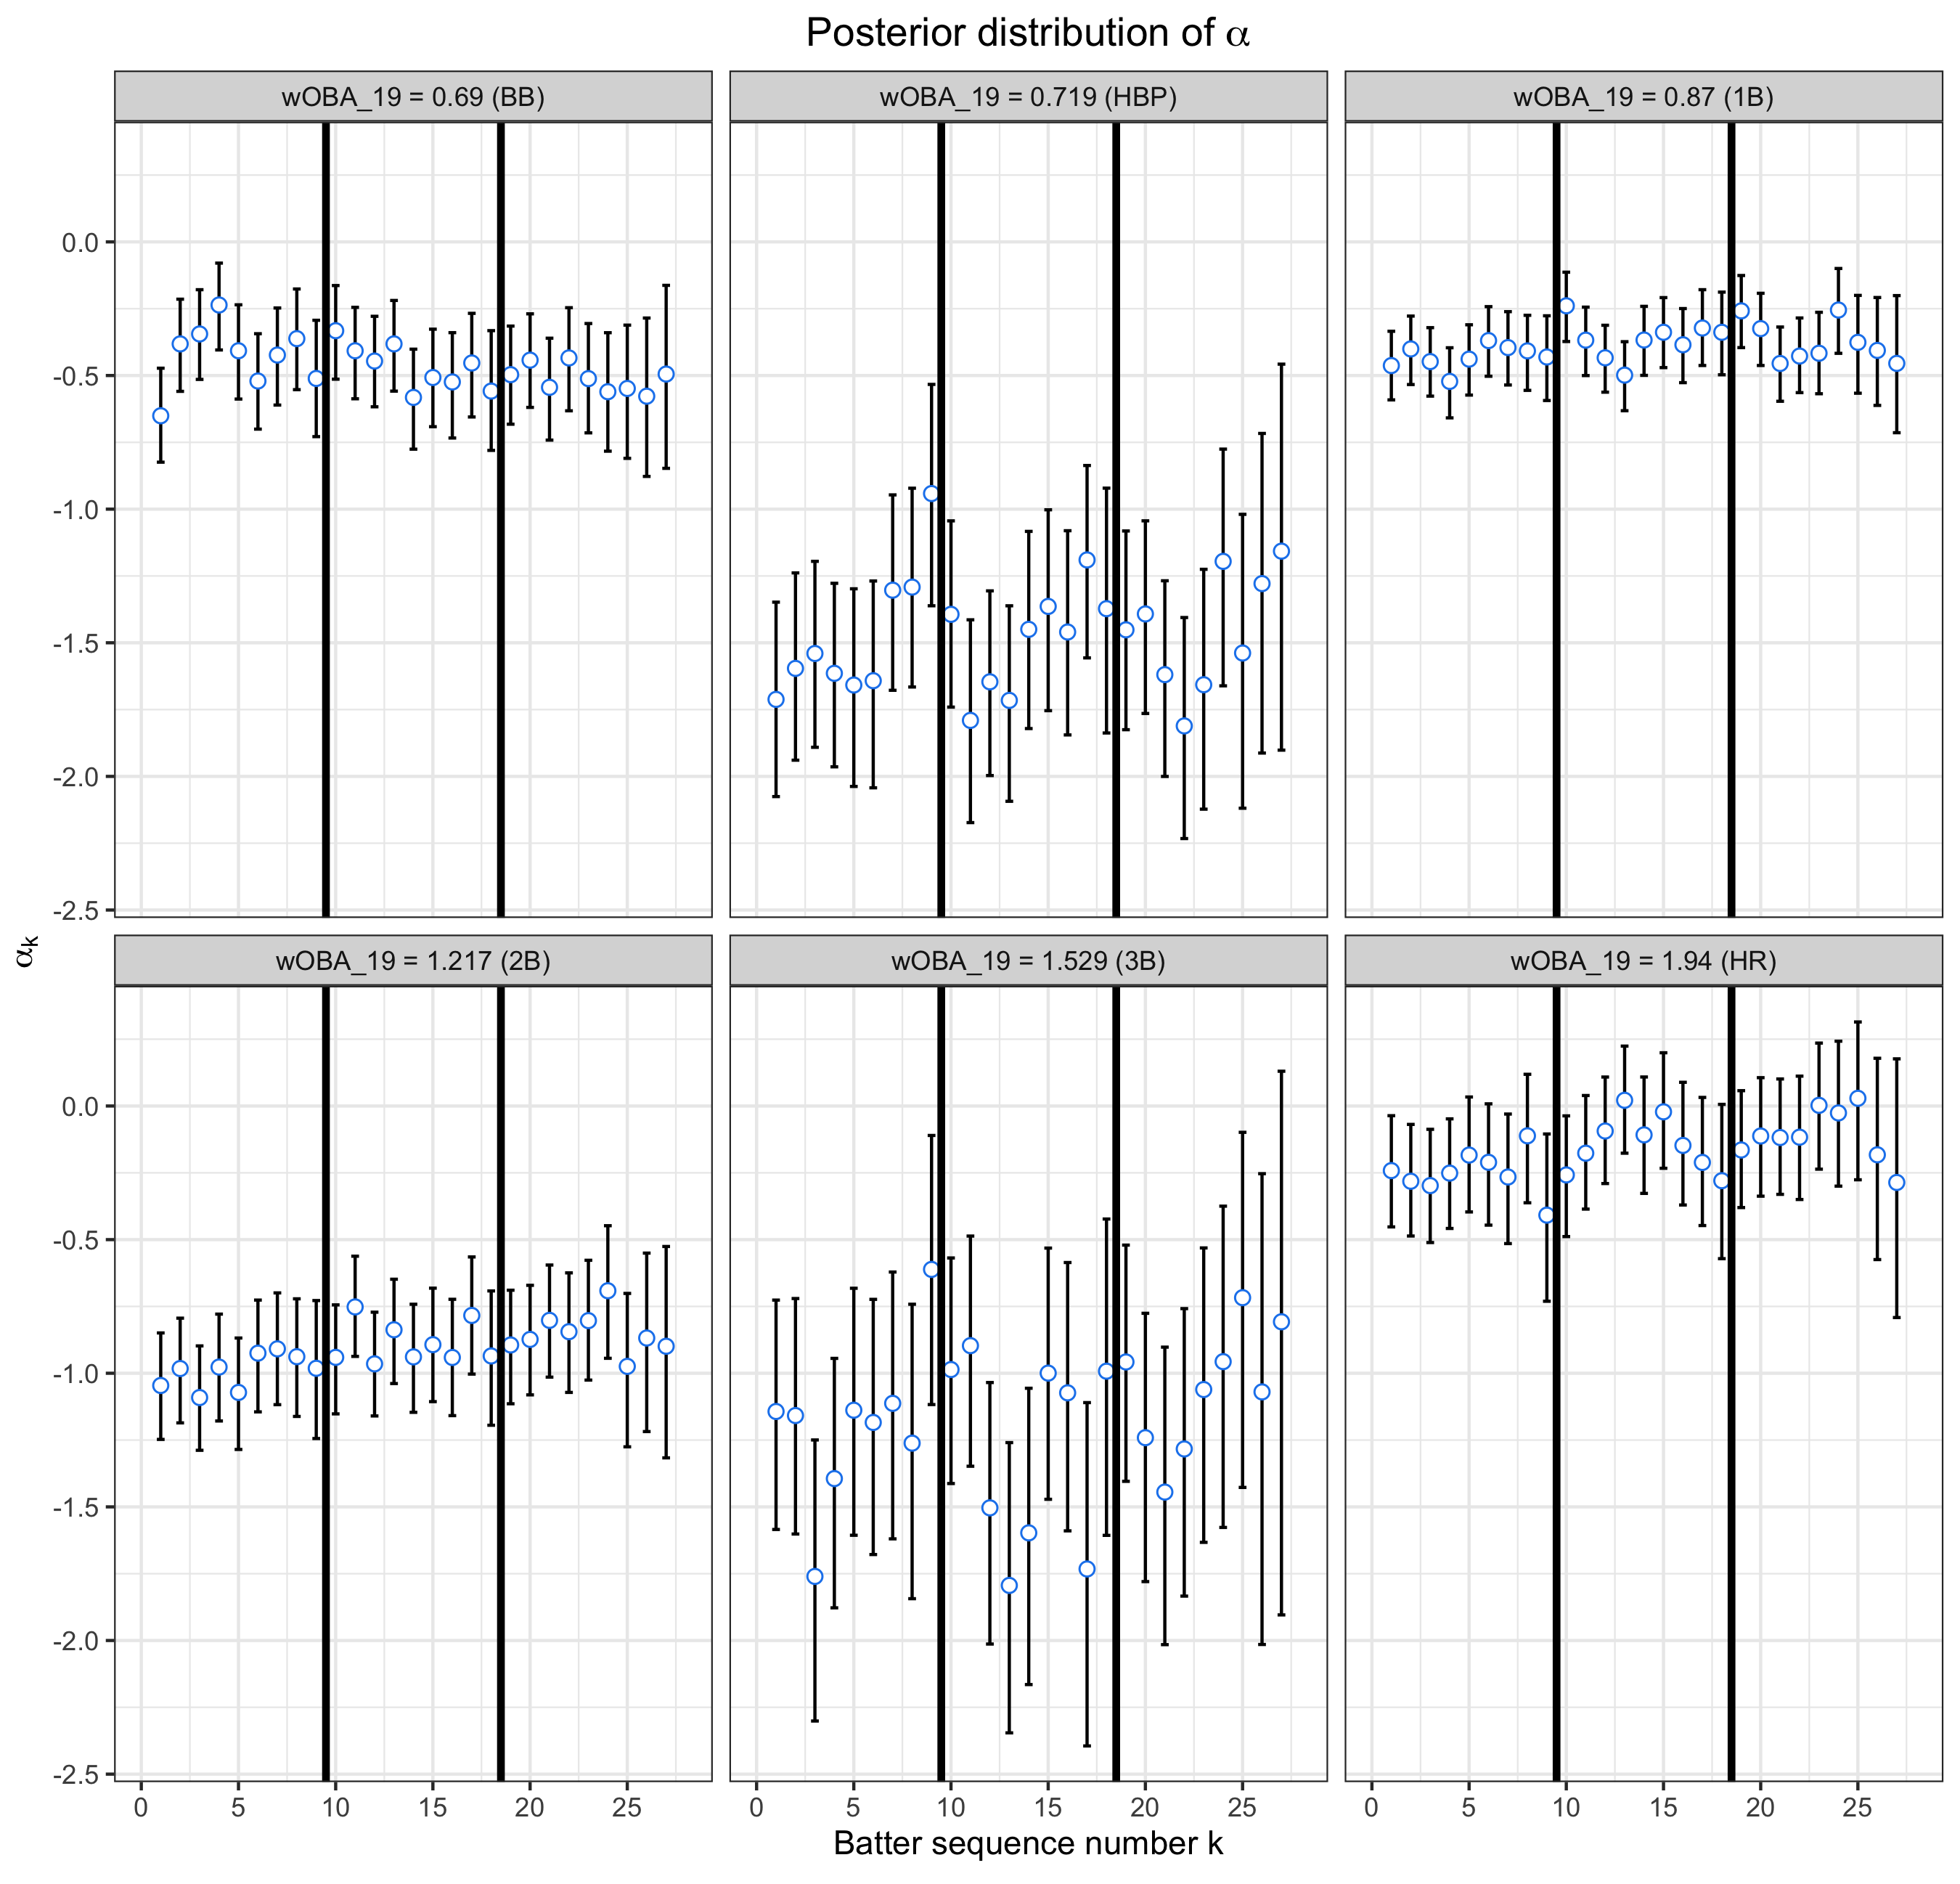 Posterior distribution of α
wOBA_19 = 0.69 (BB)
wOBA_19 = 0.719 (HBP)
wOBA_19 = 0.87 (1B)
0.0
-0.5
-1.0
-1.5
-2.0
-2.5
αk
wOBA_19 = 1.217 (2B)
wOBA_19 = 1.529 (3B)
wOBA_19 = 1.94 (HR)
0.0
-0.5
-1.0
-1.5
-2.0
-2.5
0 5 10 15 20 25
0 5 10 15 20 25
0 5 10 15 20 25
Batter sequence number k